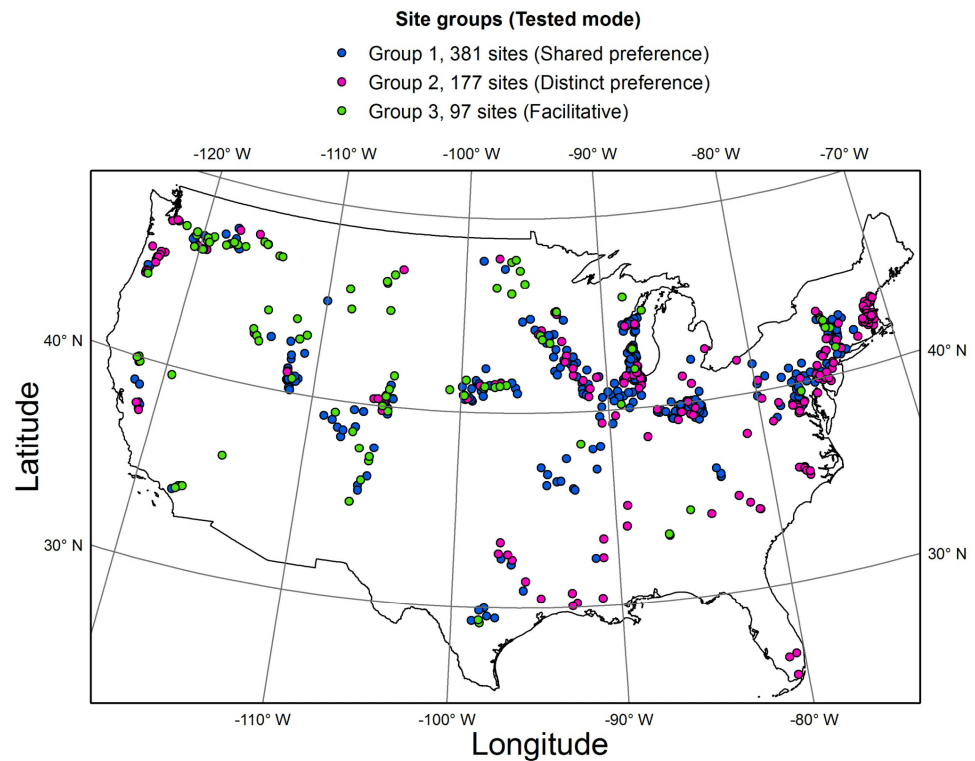 Site groups (Tested mode)
Group 1, 381 sites (Shared preference)
Group 2, 177 sites (Distinct preference)
Group 3, 97 sites (Facilitative)
-120° W -110° W -100° W -90° W -80° W -70° W
40° N 40° N
Latitude
30° N 30° N
-110° W -100° W -90° W -80° W
Longitude